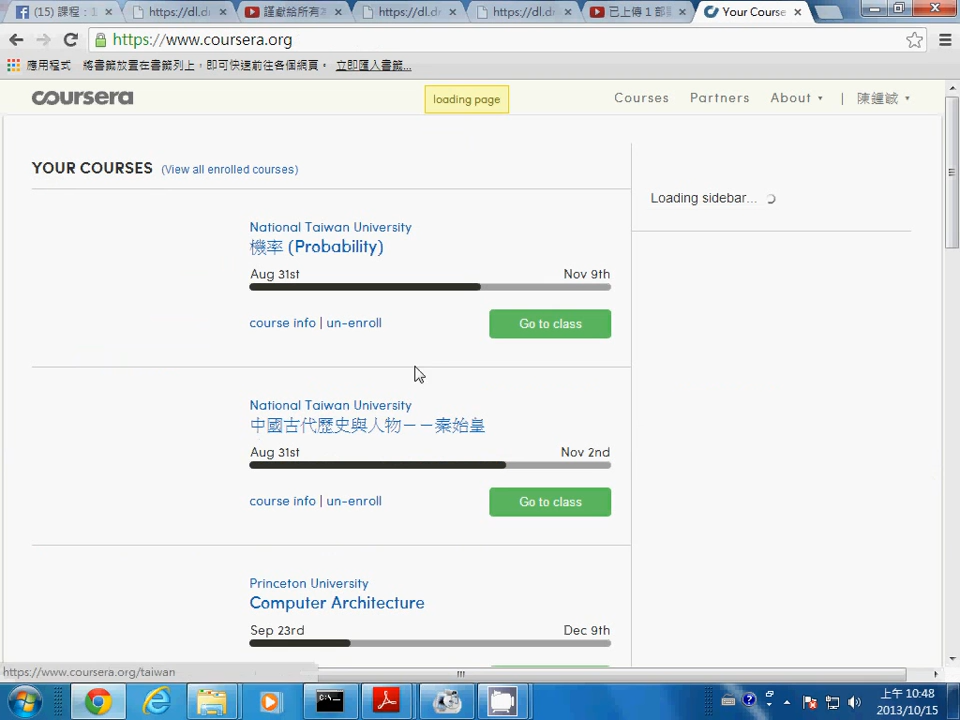 (15) 課程：1
https://dl.d
謹獻給所有
https://dl.d
https://dl.d
已上傳 1 部
Your Course
https://www.coursera.org
應用程式 將書籤放置在書籤列上，即可快速前往各個網頁。 立即匯入書籤...
coursera
loading page
Courses Partners About | 陳鍾誠
YOUR COURSES (View all enrolled courses)
Loading sidebar...
National Taiwan University
機率 (Probability)
Aug 31st Nov 9th
course info | un-enroll Go to class
National Taiwan University
中國古代歷史與人物－－秦始皇
Aug 31st Nov 2nd
course info | un-enroll Go to class
Princeton University
Computer Architecture
Sep 23rd Dec 9th
https://www.coursera.org/taiwan
上午 10:48
2013/10/15